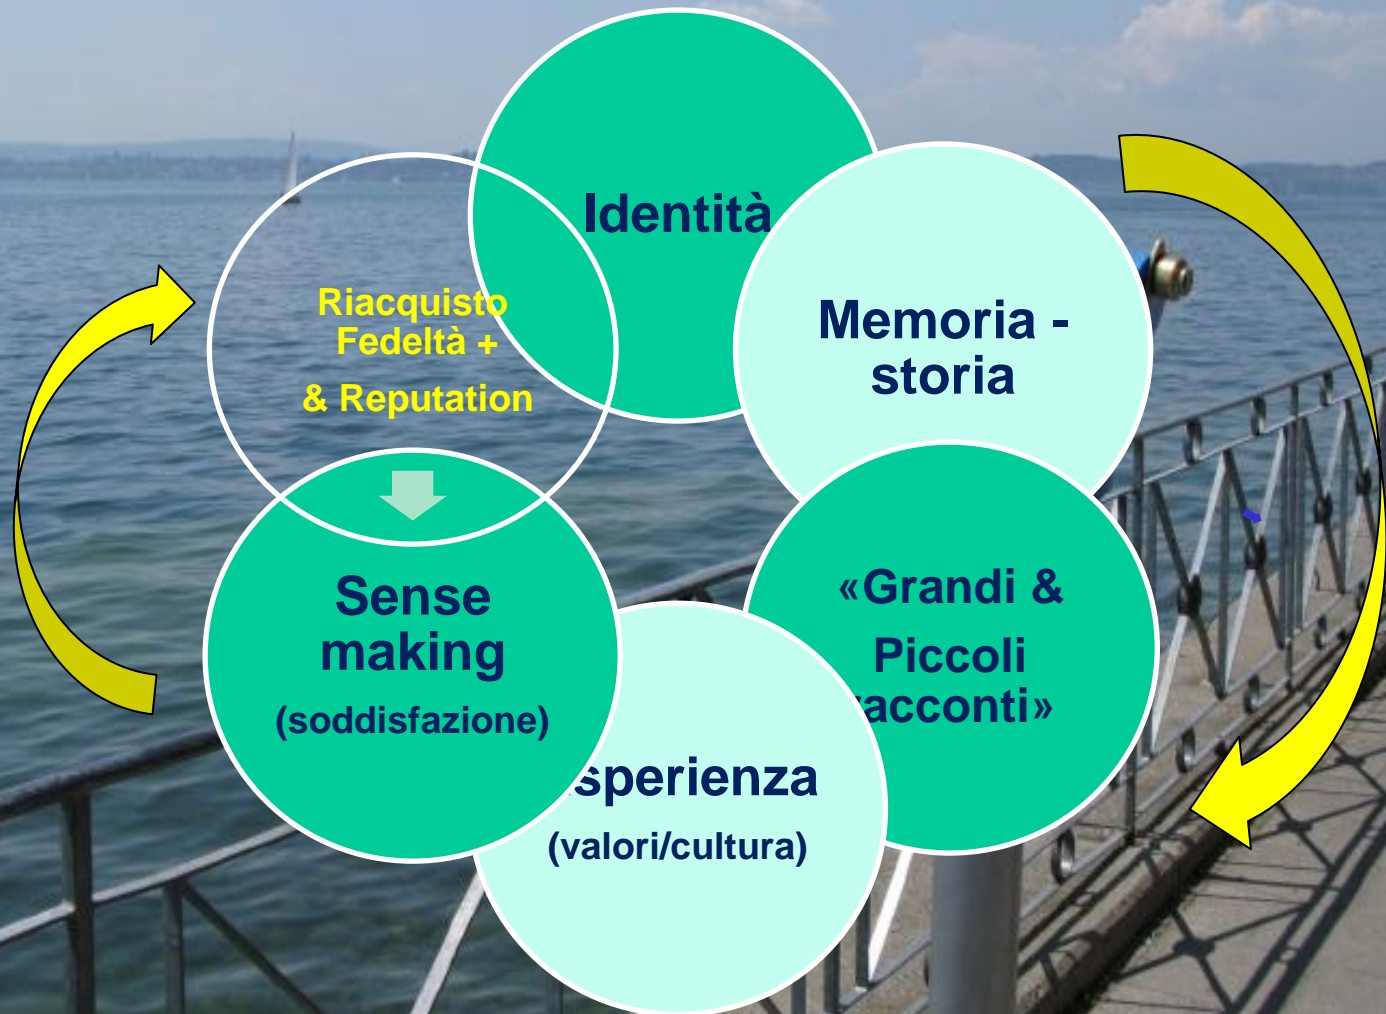 Identità
Memoria -
storia
«Grandi &
Piccoli
acconti»
sperienza
(valori/cultura)
Sense
making
(soddisfazione)
Riacquisto
Fedeltà +
& Reputation